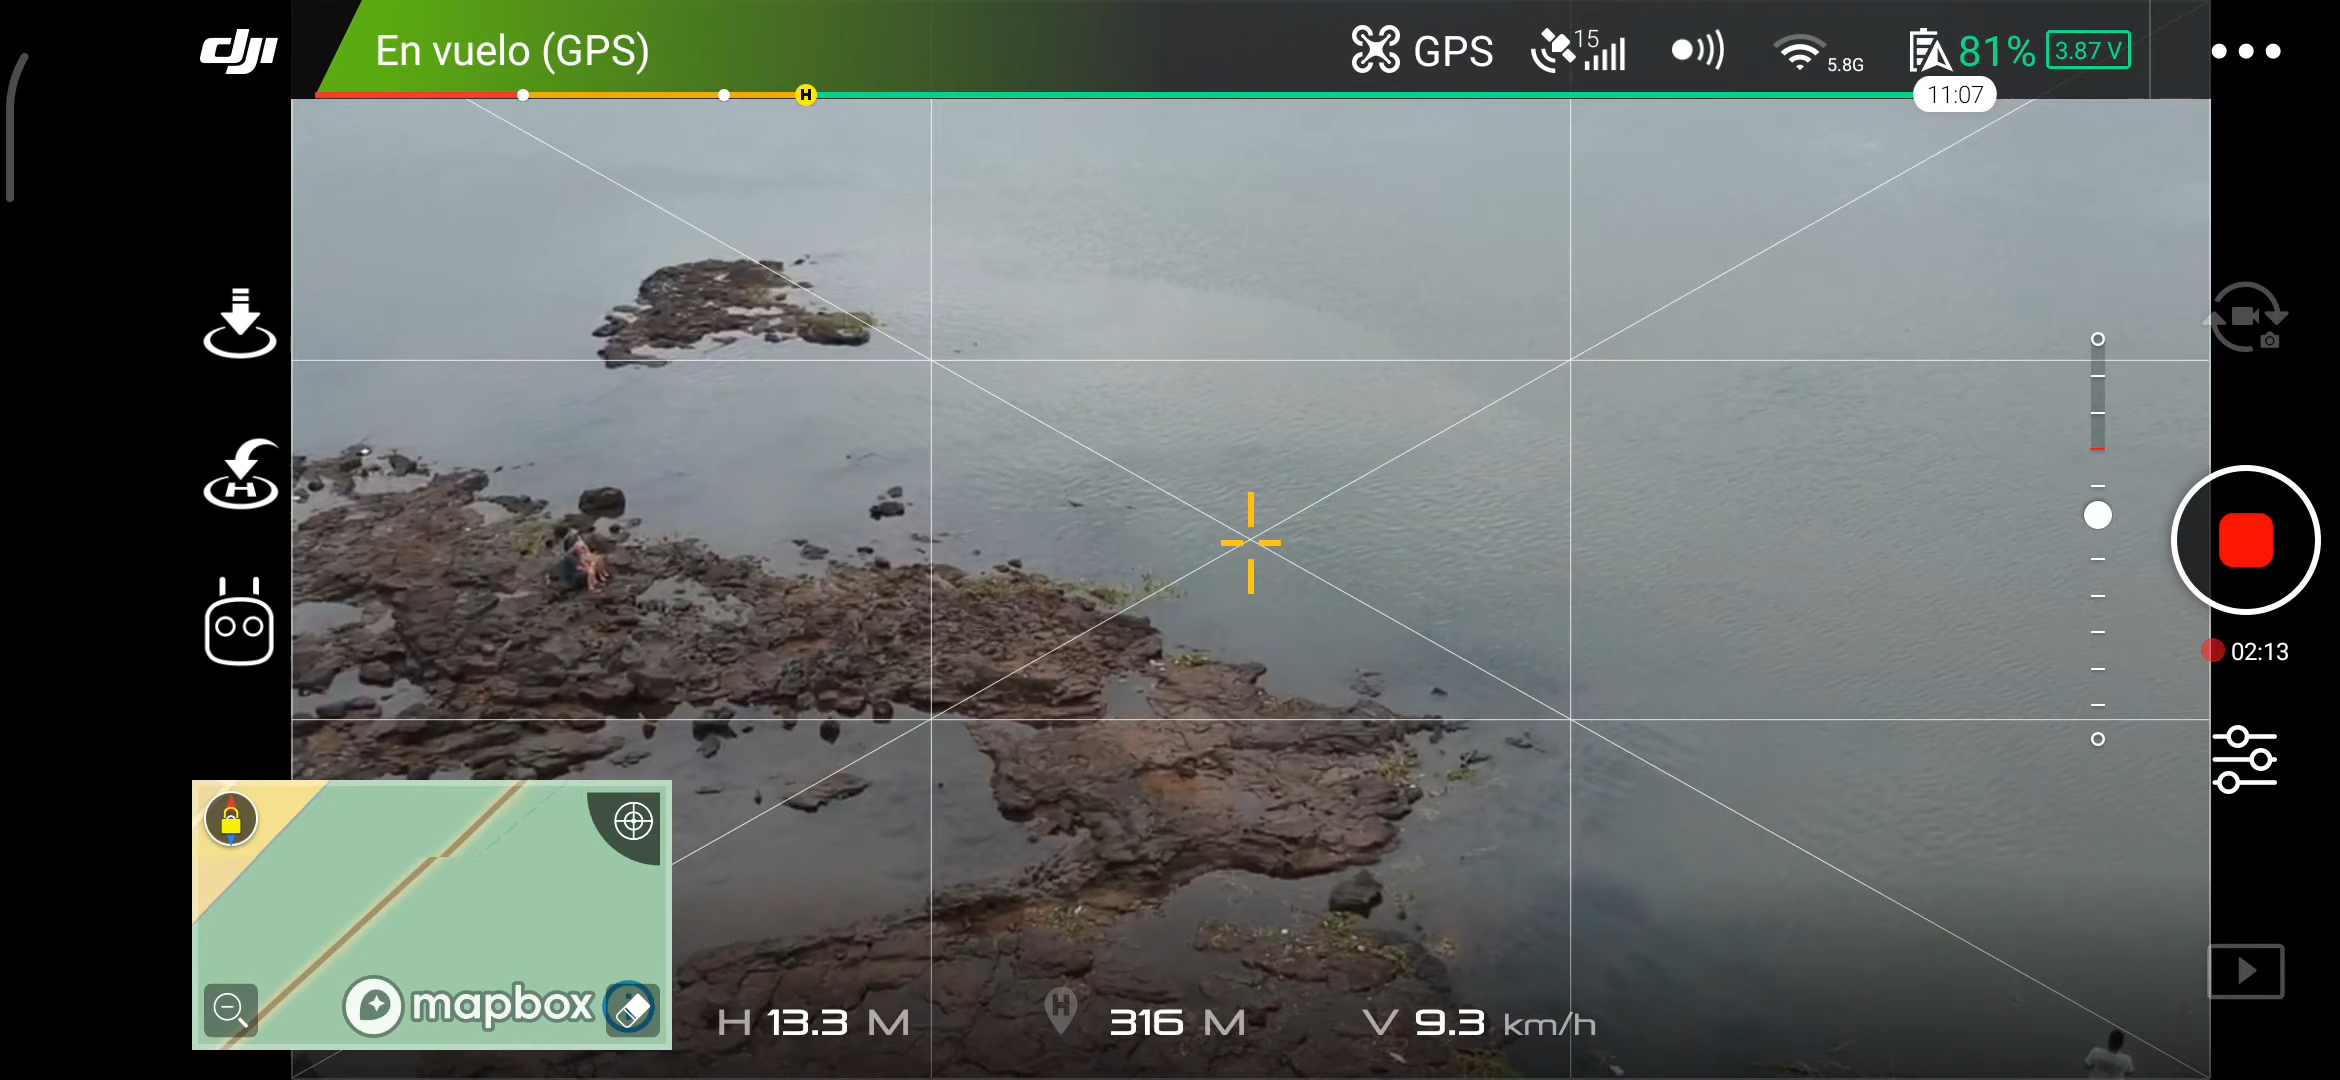 dji
En vuelo (GPS)
GPS
15
5.8G
81%
3.87 V
H
11:07
H
02:13
mapbox
H 13.3 M
H 316 M
V 9.3 km/h